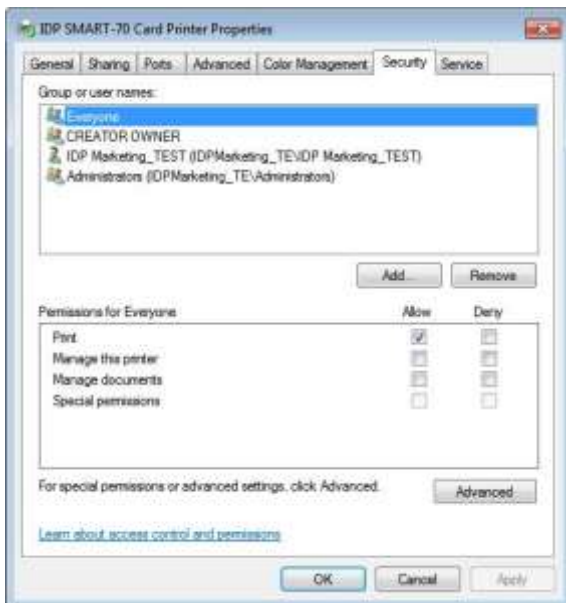 IDP SMART-70 Card Printer Properties
General Sharing Ports Advanced Color Management Security Service
Group or user names:
Everyone
CREATOR OWNER
IDP Marketing_TEST (IDPMarketing_TE\IDP Marketing_TEST)
Administrators (IDPMarketing_TE\Administrators)
Add... Remove
Permissions for Everyone Allow Deny
Print
Manage this printer
Manage documents
Special permissions
For special permissions or advanced settings, click Advanced.
Advanced
Learn about access control and permissions
OK Cancel Apply